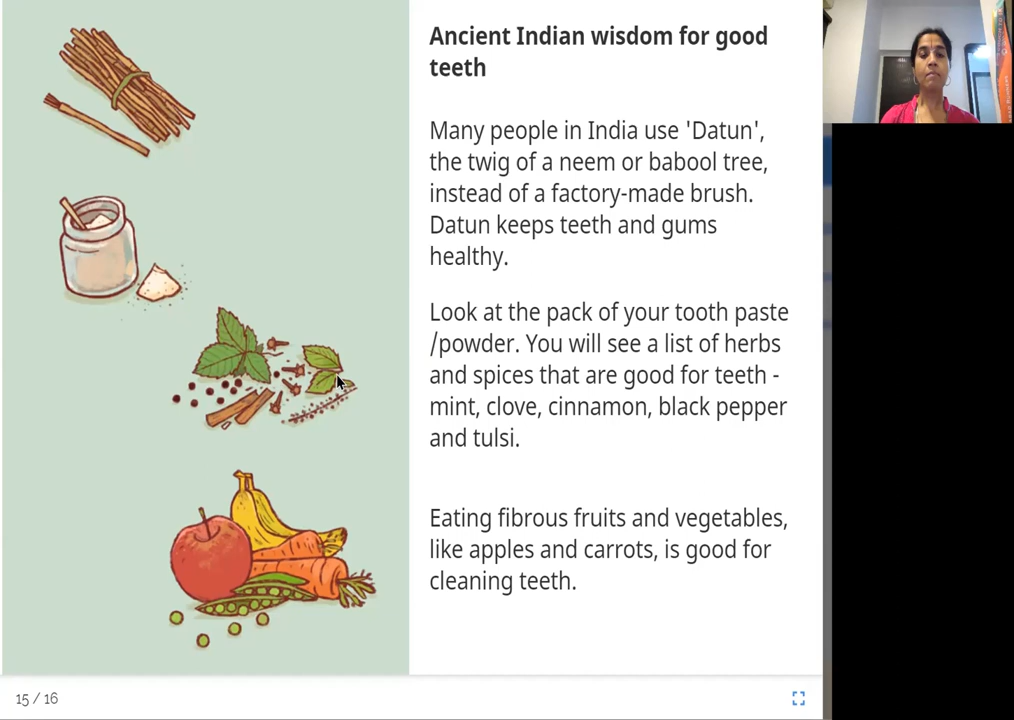 Ancient Indian wisdom for good
teeth
Many people in India use 'Datun',
the twig of a neem or babool tree,
instead of a factory-made brush.
Datun keeps teeth and gums
healthy.
Look at the pack of your tooth paste
/powder. You will see a list of herbs
and spices that are good for teeth -
mint, clove, cinnamon, black pepper
and tulsi.
Eating fibrous fruits and vegetables,
like apples and carrots, is good for
cleaning teeth.
15 / 16